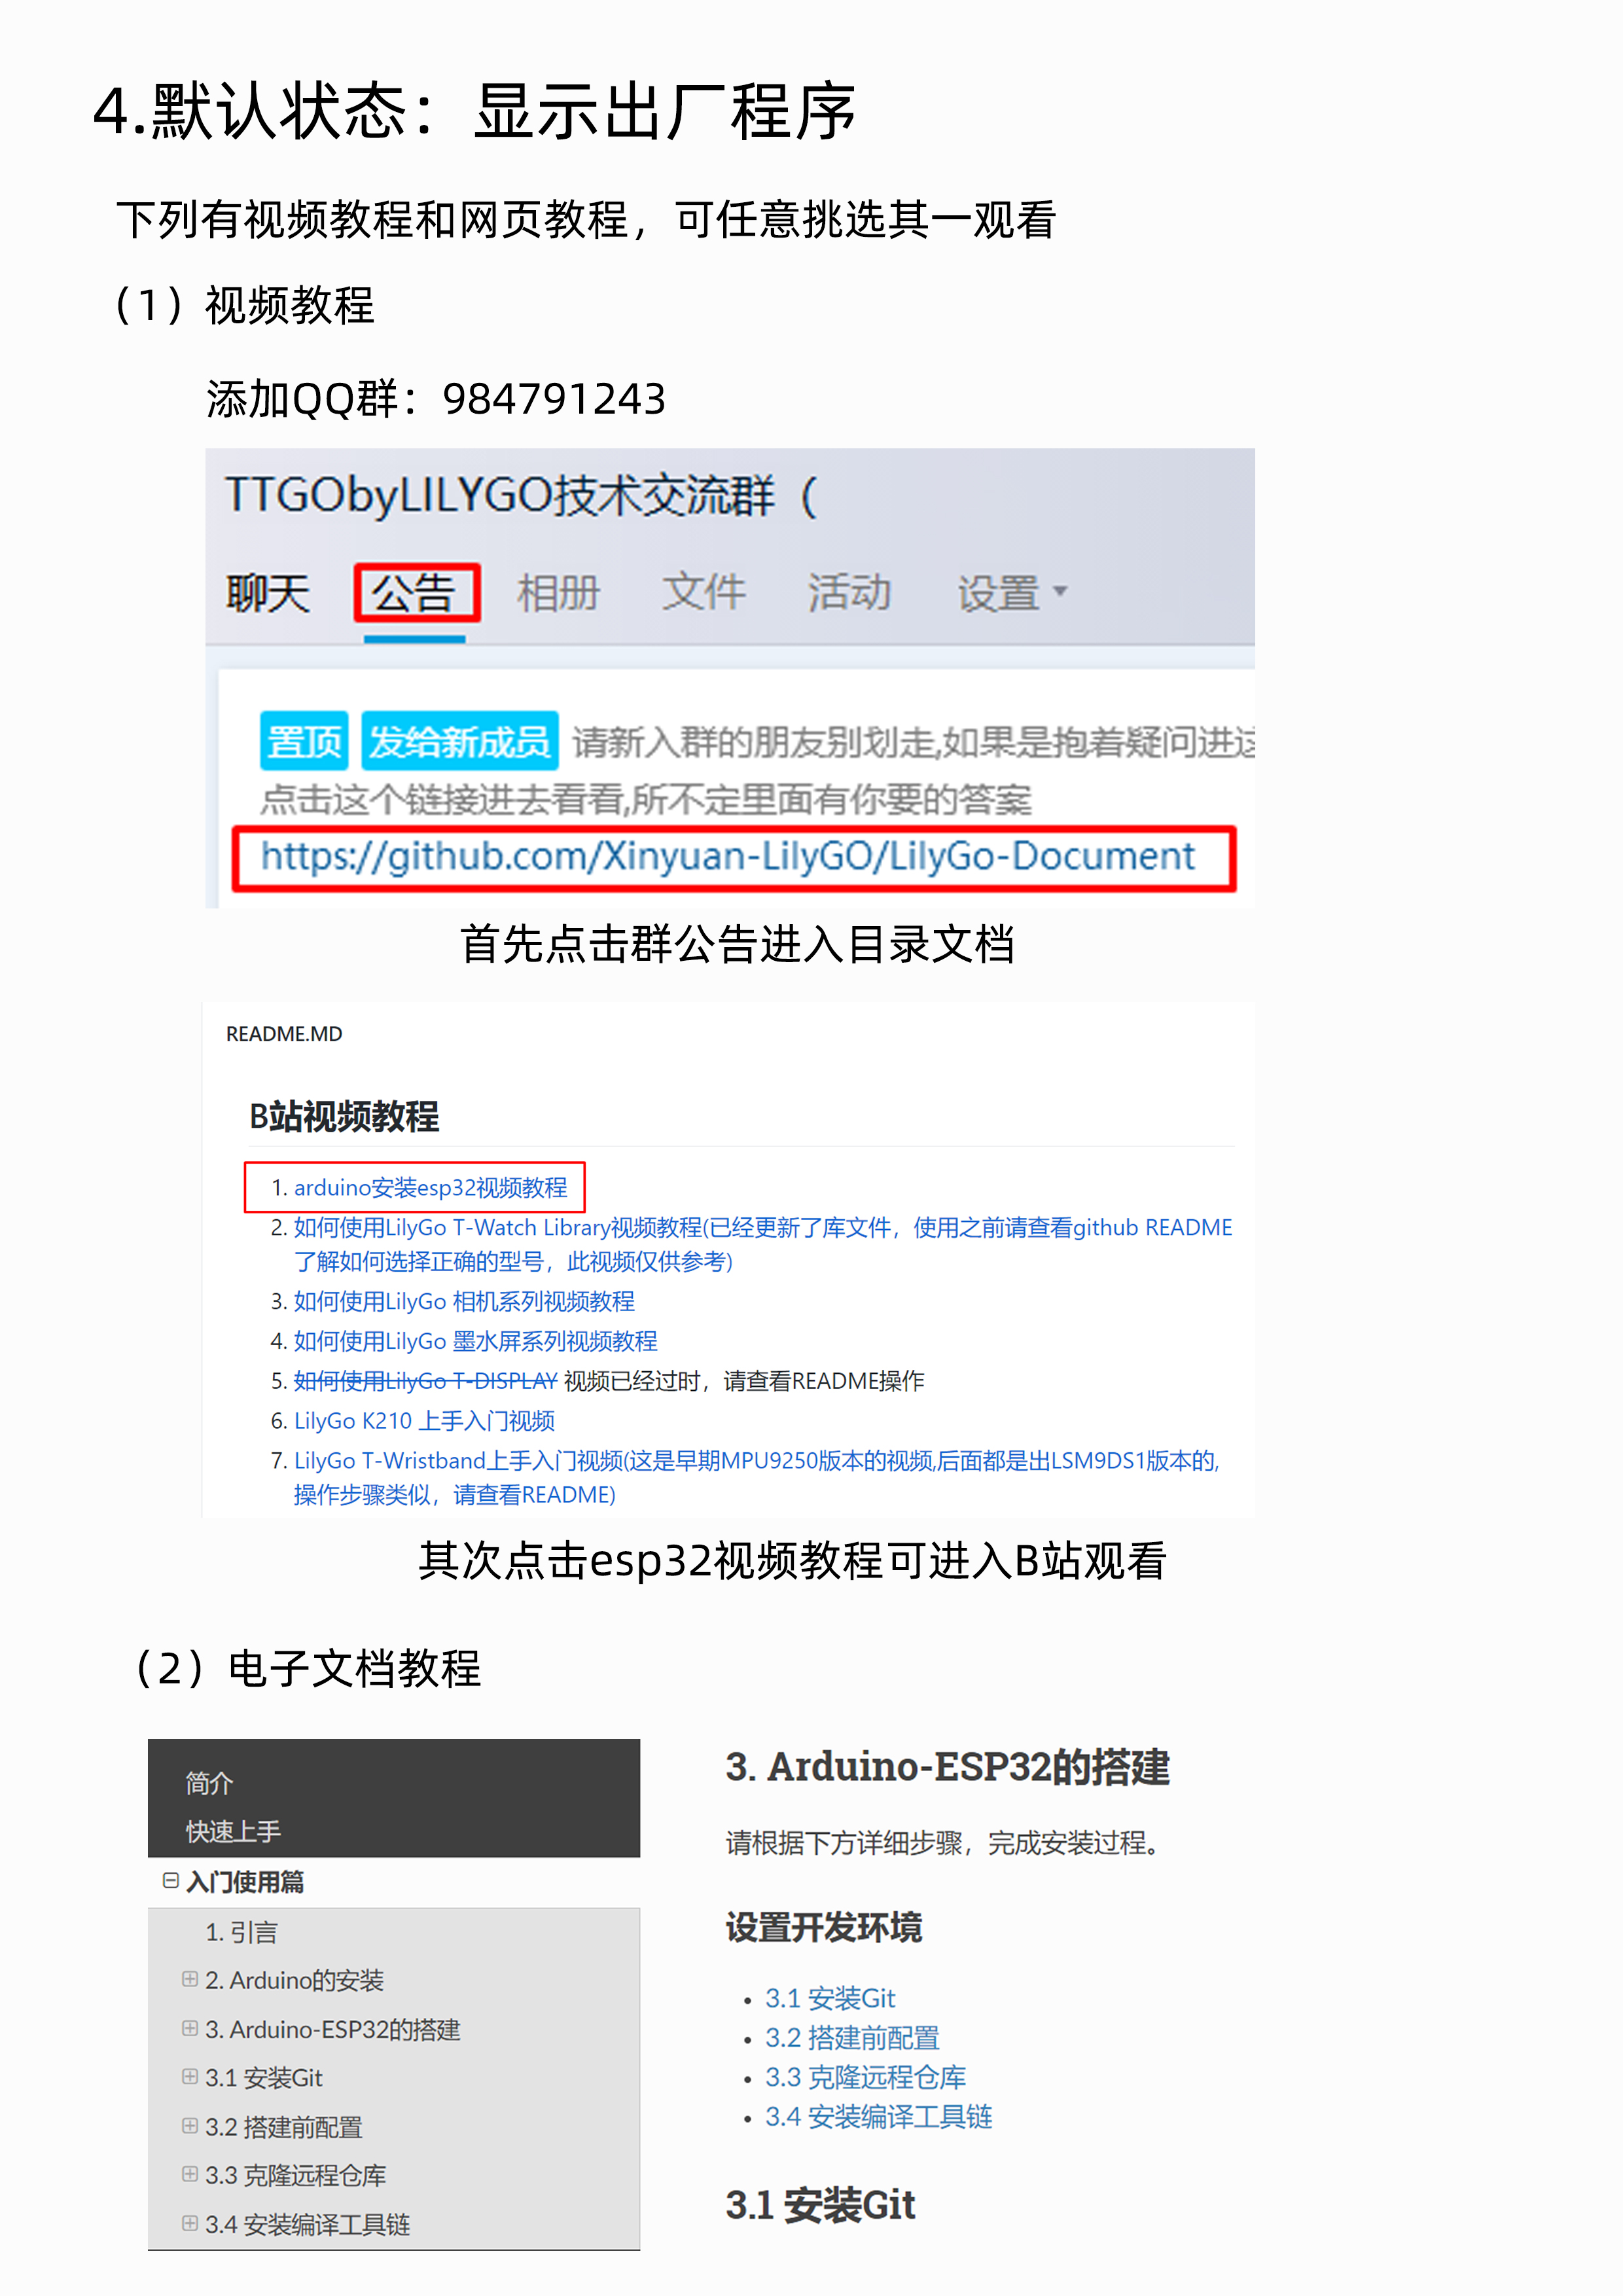 4.默认状态：显示出厂程序
下列有视频教程和网页教程，可任意挑选其一观看
（1）视频教程
添加QQ群：984791243
TTGObyLILYGO技术交流群（
聊天 公告 相册 文件 活动 设置
置顶 发给新成员 请新入群的朋友别划走,如果是抱着疑问进这
点击这个链接进去看看,所不定里面有你要的答案
https://github.com/Xinyuan-LilyGO/LilyGo-Document
首先点击群公告进入目录文档
README.MD
B站视频教程
1. arduino安装esp32视频教程
2. 如何使用LilyGo T-Watch Library视频教程(已经更新了库文件，使用之前请查看github README
了解如何选择正确的型号，此视频仅供参考)
3. 如何使用LilyGo 相机系列视频教程
4. 如何使用LilyGo 墨水屏系列视频教程
5. 如何使用LilyGo T-DISPLAY 视频已经过时，请查看README操作
6. LilyGo K210 上手入门视频
7. LilyGo T-Wristband上手入门视频(这是早期MPU9250版本的视频,后面都是出LSM9DS1版本的,
操作步骤类似，请查看README)
其次点击esp32视频教程可进入B站观看
（2）电子文档教程
简介
快速上手
入门使用篇
1. 引言
2. Arduino的安装
3. Arduino-ESP32的搭建
3.1 安装Git
3.2 搭建前配置
3.3 克隆远程仓库
3.4 安装编译工具链
3. Arduino-ESP32的搭建
请根据下方详细步骤，完成安装过程。
设置开发环境
• 3.1 安装Git
• 3.2 搭建前配置
• 3.3 克隆远程仓库
• 3.4 安装编译工具链
3.1 安装Git